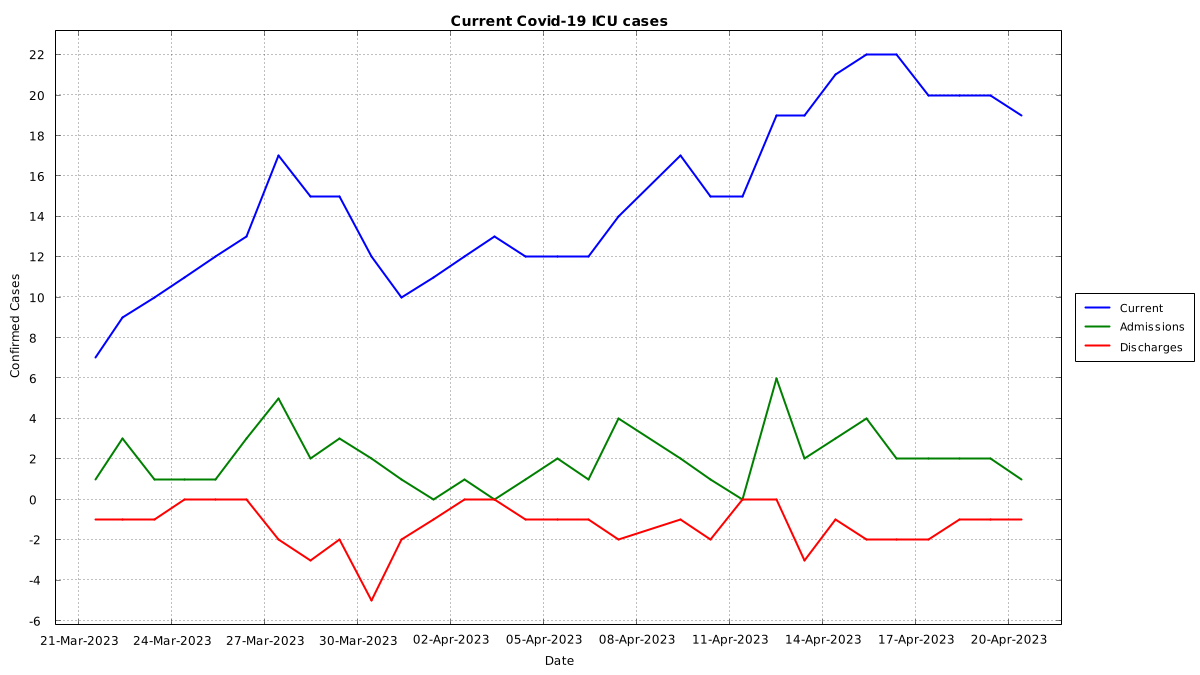 Current Covid-19 ICU cases
22
20
18
16
14
12
10
8
6
4
2
0
-2
-4
-6
Confirmed Cases
21-Mar-2023 24-Mar-2023 27-Mar-2023 30-Mar-2023 02-Apr-2023 05-Apr-2023 08-Apr-2023 11-Apr-2023 14-Apr-2023 17-Apr-2023 20-Apr-2023
Date
Current
Admissions
Discharges